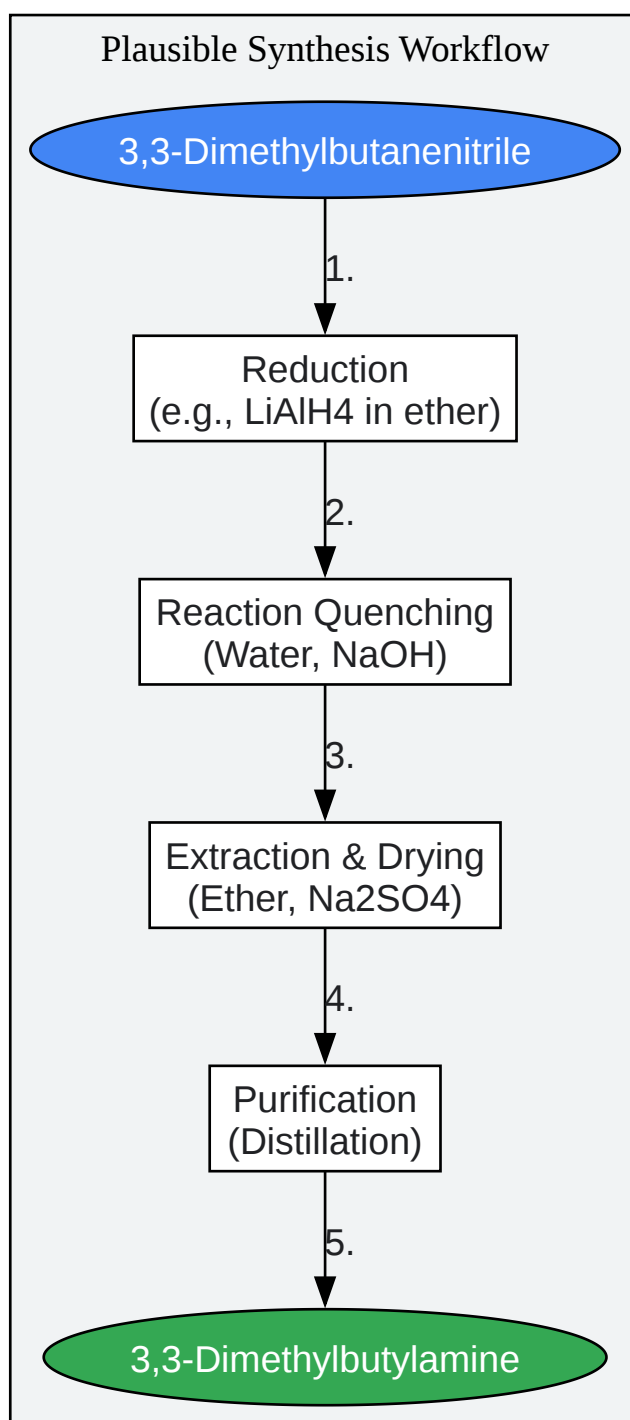 Plausible Synthesis Workflow
3,3-Dimethylbutanenitrile
1.
Reduction
(e.g., LiAlH4 in ether)
2.
Reaction Quenching
(Water, NaOH)
3.
Extraction & Drying
(Ether, Na2SO4)
4.
Purification
(Distillation)
5.
3,3-Dimethylbutylamine